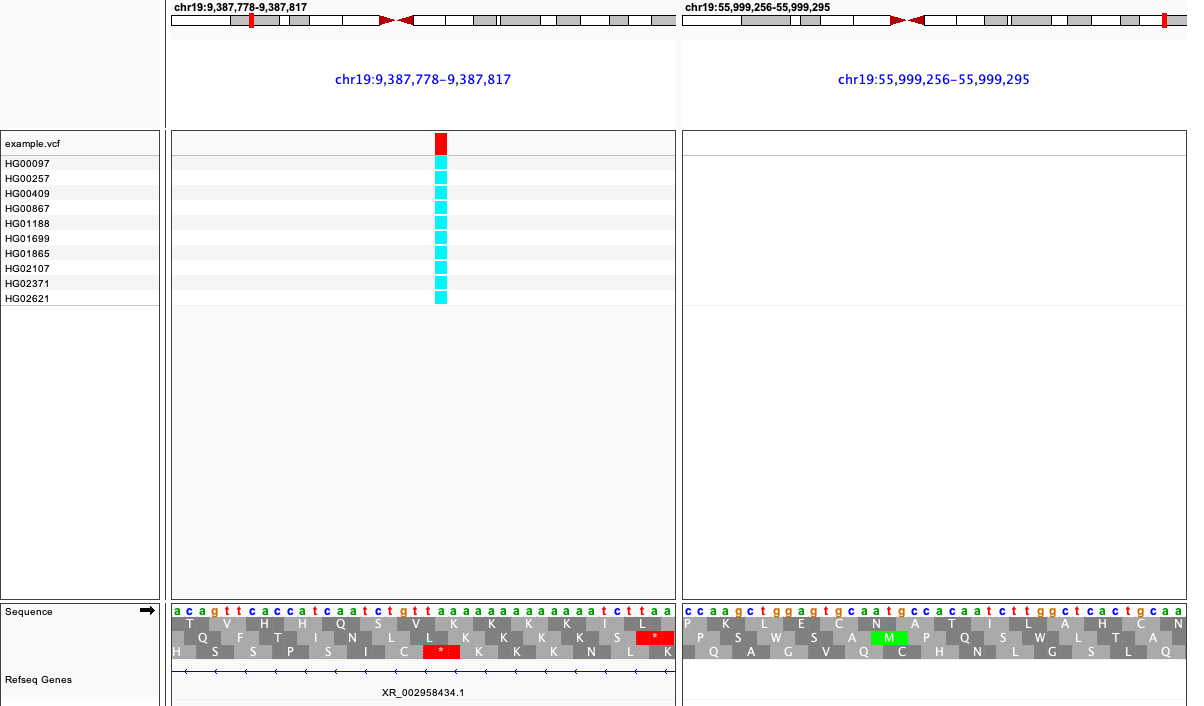 chr19:9,387,778-9,387,817
chr19:55,999,256-55,999,295
chr19:9,387,778-9,387,817
chr19:55,999,256-55,999,295
example.vcf
HG00097
HG00257
HG00409
HG00867
HG01188
HG01699
HG01865
HG02107
HG02371
HG02621
Sequence
a c a g t t c a c c a t c a a t c t g t t a a a a a a a a a a a a a t c t t a a
T V H H Q S V K K K K I L
Q F T I N L L K K K K S *
H S S P S I C * K K K N L K
c c a a g c t g g a g t g c a a t g c c a c a a t c t t g g c t c a c t g c a a
P K L E C N A T I L A H C N
P S W S A M P Q S W L T A
Q A G V Q C H N L G S L Q
Refseq Genes
XR_002958434.1